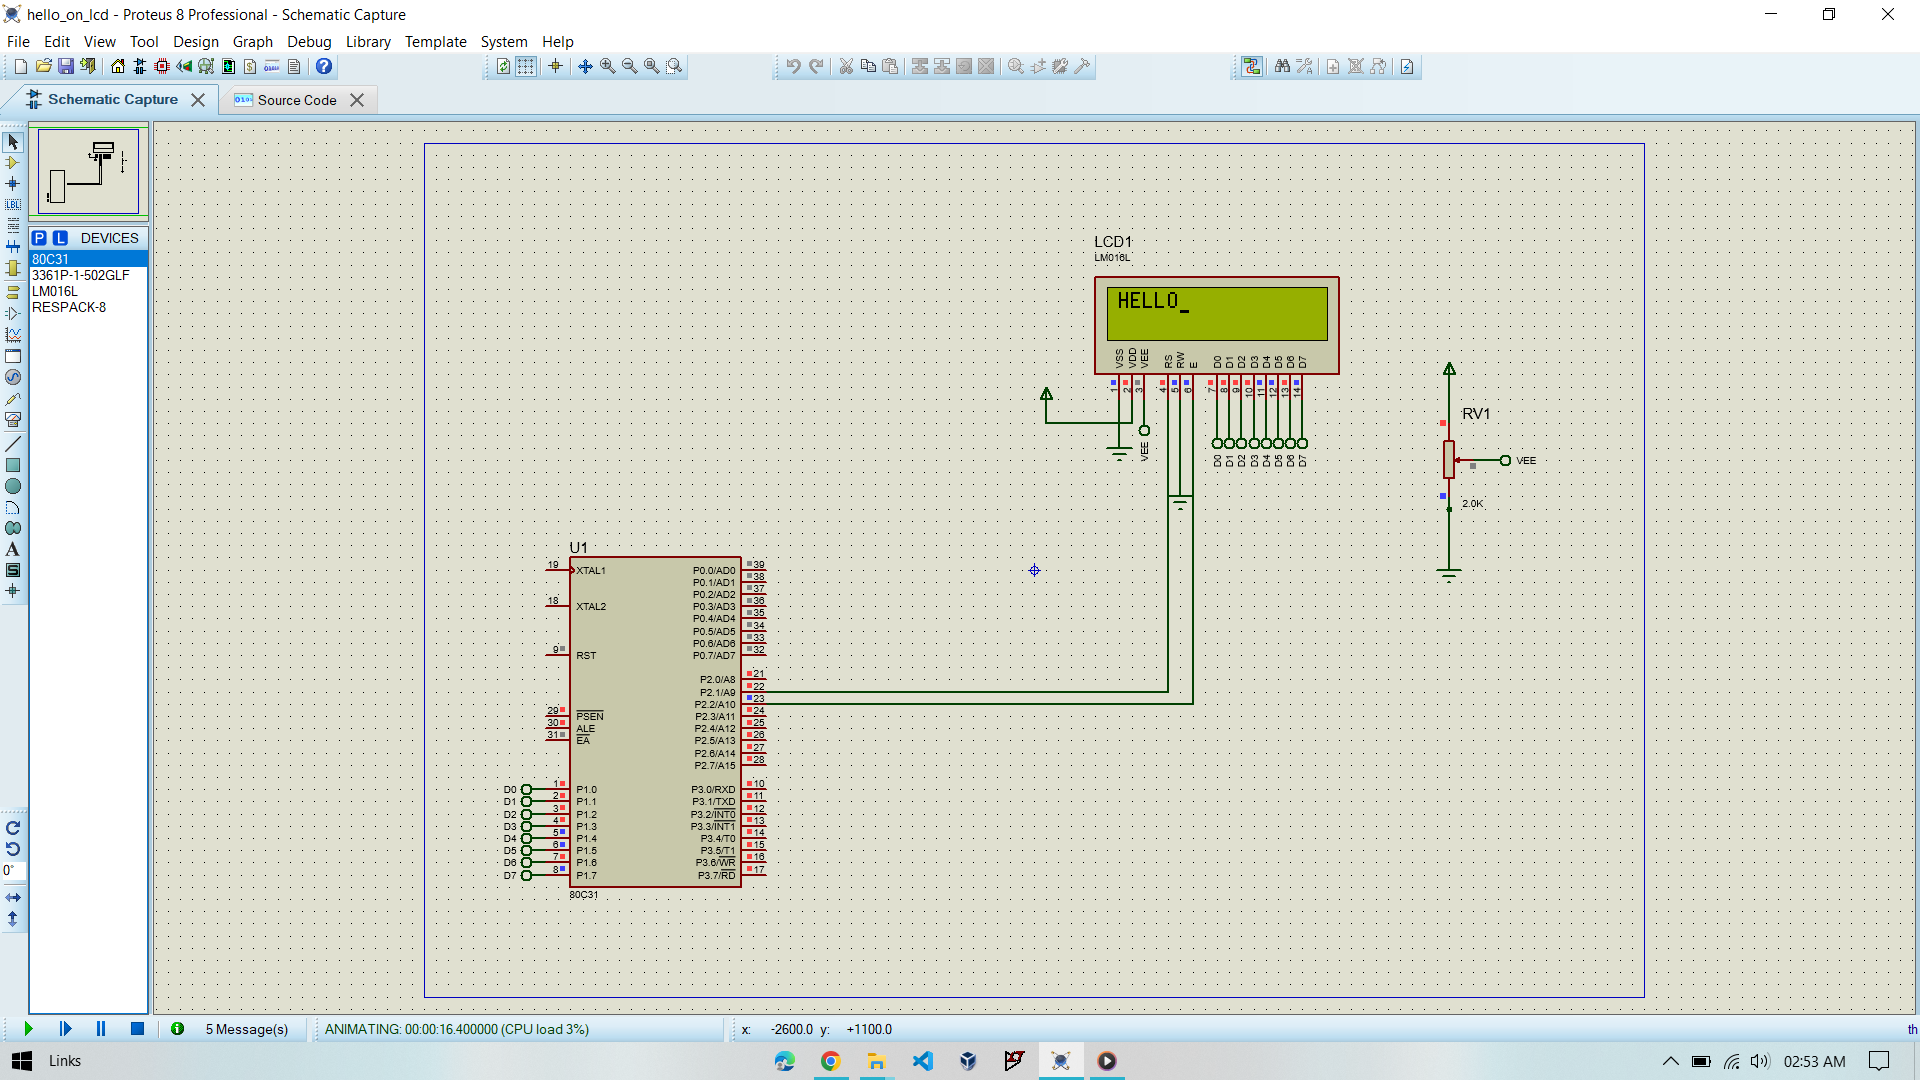 hello_on_lcd - Proteus 8 Professional - Schematic Capture
File Edit View Tool Design Graph Debug Library Template System Help
Schematic Capture
Source Code
LBL
P L DEVICES
80C31
3361P-1-502GLF
LM016L
RESPACK-8
A
S
0°
LCD1
LM016L
HELLO_
VSS VDD VEE RS RW E D0 D1 D2 D3 D4 D5 D6 D7
1 2 3 4 5 6 7 8 9 10 11 12 13 14
VEE
D0 D1 D2 D3 D4 D5 D6 D7
RV1
VEE
2.0K
U1
19 XTAL1 P0.0/AD0 39
P0.1/AD1 38
P0.2/AD2 37
18 XTAL2 P0.3/AD3 36
P0.4/AD4 35
P0.5/AD5 34
P0.6/AD6 33
9 RST P0.7/AD7 32
P2.0/A8 21
P2.1/A9 22
P2.2/A10 23
29 PSEN P2.3/A11 24
30 ALE P2.4/A12 25
31 EA P2.5/A13 26
P2.6/A14 27
P2.7/A15 28
D0 1 P1.0 P3.0/RXD 10
D1 2 P1.1 P3.1/TXD 11
D2 3 P1.2 P3.2/INT0 12
D3 4 P1.3 P3.3/INT1 13
D4 5 P1.4 P3.4/T0 14
D5 6 P1.5 P3.5/T1 15
D6 7 P1.6 P3.6/WR 16
D7 8 P1.7 P3.7/RD 17
80C31
5 Message(s) ANIMATING: 00:00:16.400000 (CPU load 3%) x: -2600.0 y: +1100.0 th
Links 02:53 AM